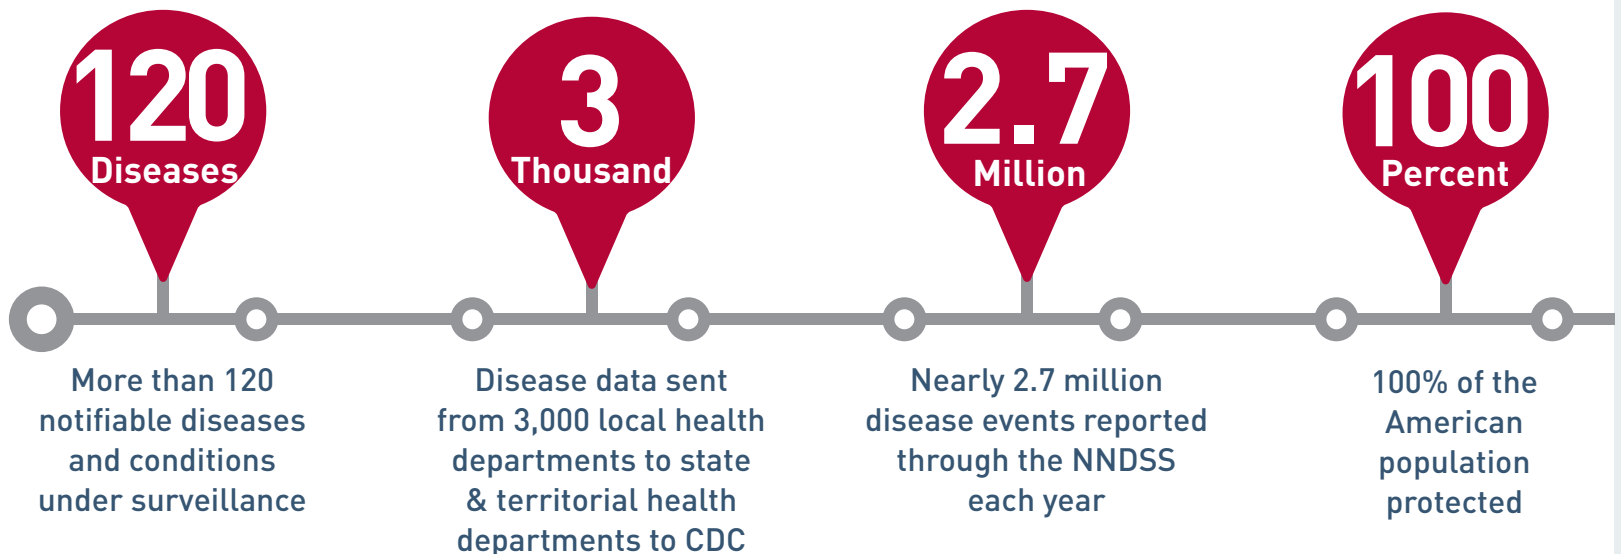 120
Diseases
More than 120
notifiable diseases
and conditions
under surveillance
3
Thousand
Disease data sent
from 3,000 local health
departments to state
& territorial health
departments to CDC
2.7
Million
Nearly 2.7 million
disease events reported
through the NNDSS
each year
100
Percent
100% of the
American
population
protected